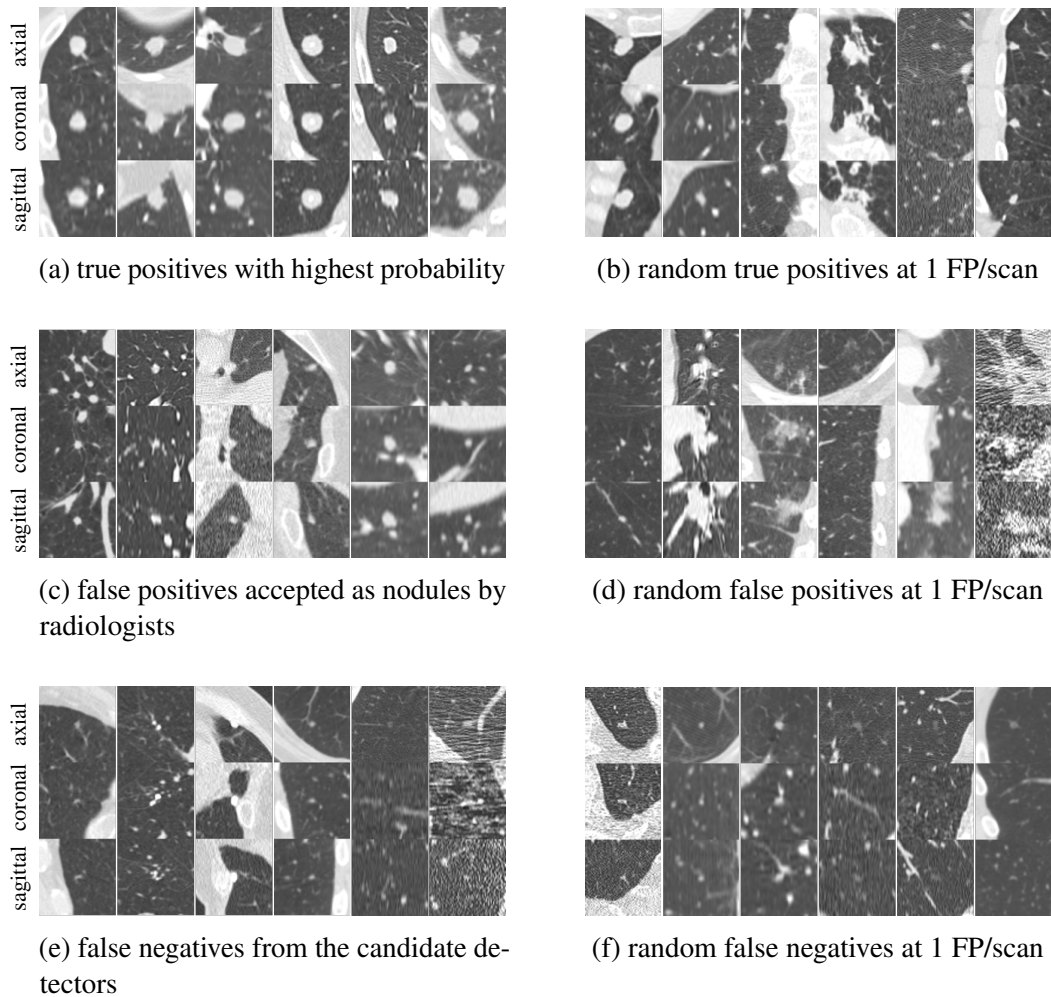 axial
coronal
sagittal
(a) true positives with highest probability
(b) random true positives at 1 FP/scan
axial
coronal
sagittal
(c) false positives accepted as nodules by
radiologists
(d) random false positives at 1 FP/scan
axial
coronal
sagittal
(e) false negatives from the candidate de-
tectors
(f) random false negatives at 1 FP/scan